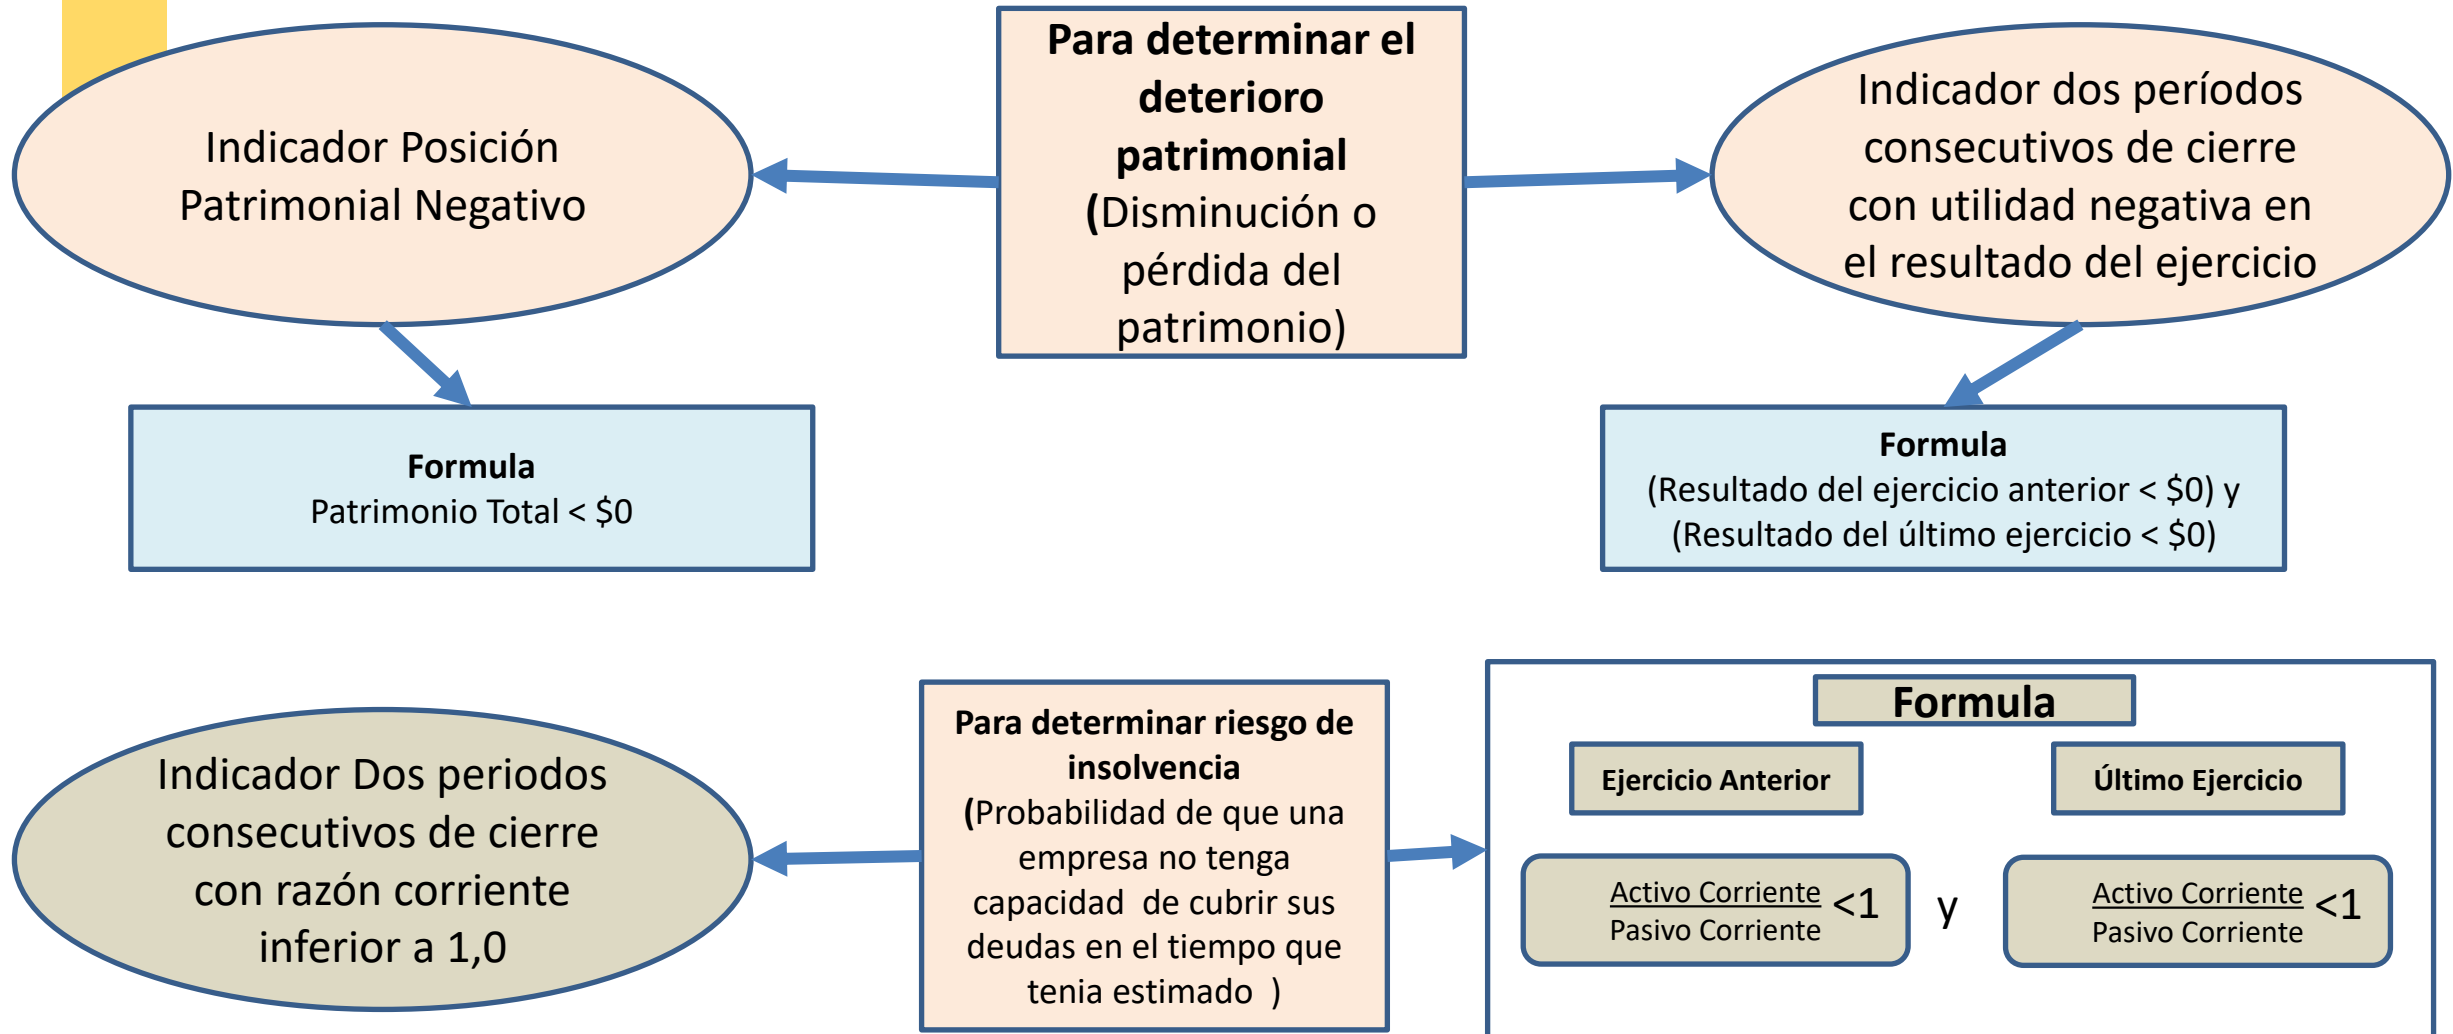 Para determinar el
deterioro
patrimonial
(Disminución o
pérdida del
patrimonio)
Indicador Posición
Patrimonial Negativo
Indicador dos períodos
consecutivos de cierre
con utilidad negativa en
el resultado del ejercicio
Formula
Patrimonio Total < $0
Formula
(Resultado del ejercicio anterior < $0) y
(Resultado del último ejercicio < $0)
Indicador Dos periodos
consecutivos de cierre
con razón corriente
inferior a 1,0
Para determinar riesgo de
insolvencia
(Probabilidad de que una
empresa no tenga
capacidad  de cubrir sus
deudas en el tiempo que
tenia estimado  )
Formula
Ejercicio Anterior
Último Ejercicio
Activo Corriente <1
Pasivo Corriente
y
Activo Corriente <1
Pasivo Corriente